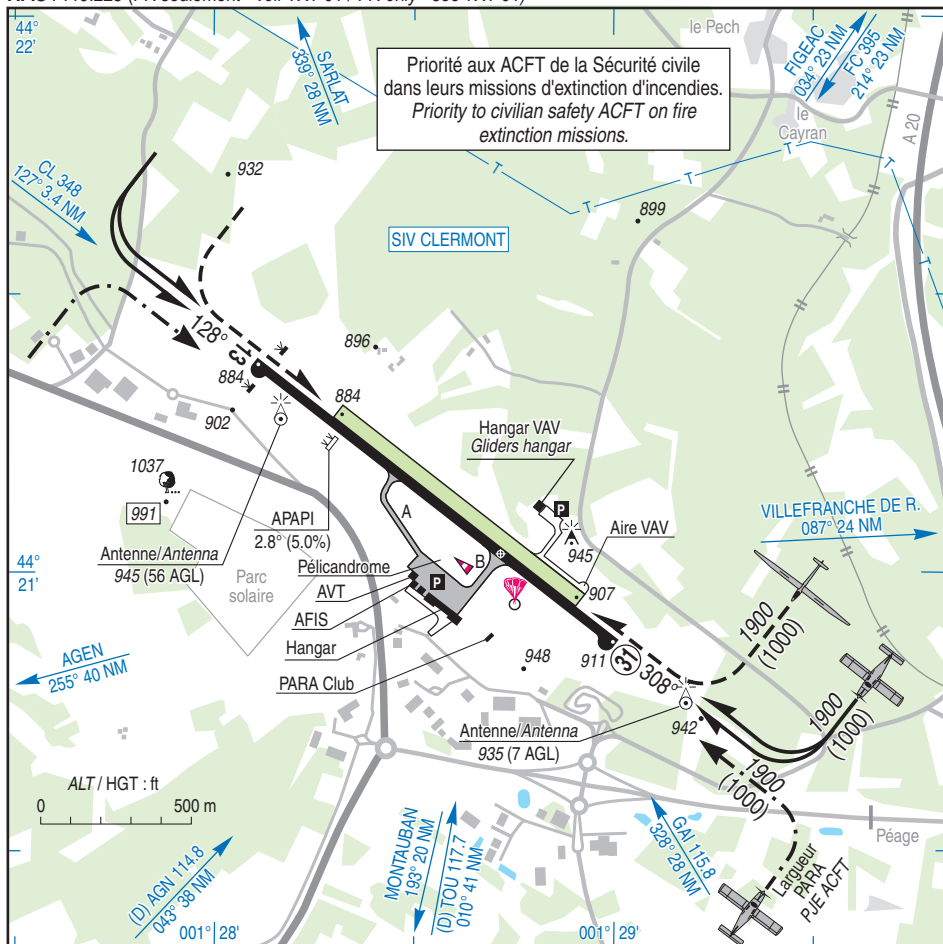 44°
22'
SARLAT
339° 28 NM
Priorité aux ACFT de la Sécurité civile
dans leurs missions d'extinction d'incendies.
Priority to civilian safety ACFT on fire
extinction missions.
le Pech
FIGEAC
034° 23 NM
FC 395
214° 23 NM
le
Cayran
A 20
CL 348
127° 3.4 NM
932
T
T
T
T
899
SIV CLERMONT
128°
13
884
896
884
902
Hangar VAV
Gliders hangar
1037
991
APAPI
2.8° (5.0%)
A
P
945
Aire VAV
VILLEFRANCHE DE R.
087° 24 NM
Antenne/Antenna
945 (56 AGL)
44°
21'
Parc
solaire
Pélicandrome
B
P
AVT
AFIS
Hangar
907
1900
(1000)
AGEN
255° 40 NM
PARA Club
948
911
31
308°
1900
(1000)
942
Antenne/Antenna
935 (7 AGL)
1900
(1000)
ALT / HGT : ft
0
500 m
Péage
(D) AGN 114.8
043° 38 NM
MONTAUBAN
193° 20 NM
(D) TOU 117.7
010° 41 NM
GAI 115.8
328° 28 NM
Largueur
PARA
PJE ACFT
001° 28'
001° 29'